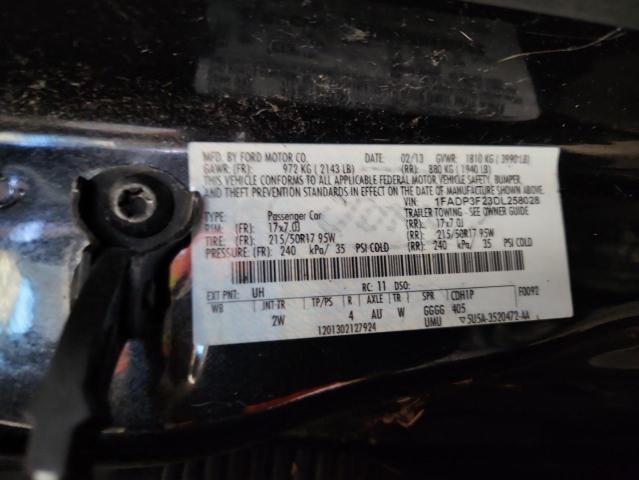 MFD. BY FORD MOTOR CO. DATE: 02/13 GVWR: 1810 KG ( 3990 LB)
GAWR: (FR): 972 KG ( 2143 LB) (RR): 880 KG ( 1940 LB)
THIS VEHICLE CONFORMS TO ALL APPLICABLE FEDERAL MOTOR VEHICLE SAFETY, BUMPER,
AND THEFT PREVENTION STANDARDS IN EFFECT ON THE DATE OF MANUFACTURE SHOWN ABOVE.
VIN: 1FADP3F23DL258028
TYPE: Passenger Car TRAILER TOWING - SEE OWNER GUIDE
RIM: (FR): 17x7.0J (RR): 17x7.0J
TIRE: (FR): 215/50R17 95W (RR): 215/50R17 95W
PRESSURE: (FR): 240 kPa/ 35 PSI COLD (RR): 240 kPa/ 35 PSI COLD
EXT PNT: UH RC: 11 DSO: F0092
WB INT-TR TP/PS R AXLE TR SPR CDH1P
2W 4 AU W GGGG 405
1201302127924 UMU 5U5A-3520472-AA